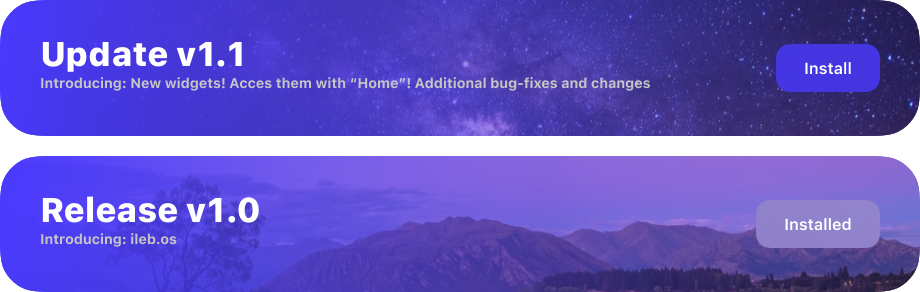 Update v1.1
Introducing: New widgets! Acces them with “Home”! Additional bug-fixes and changes
Install
Release v1.0
Introducing: ileb.os
Installed